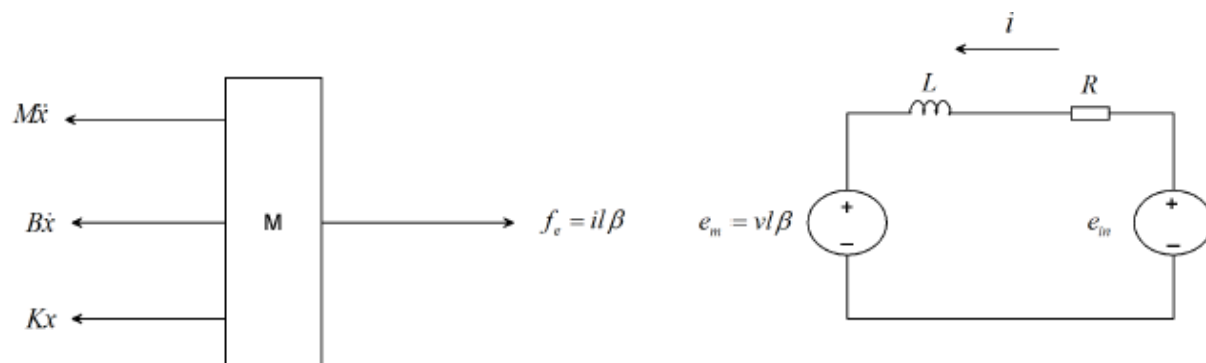 i
L
R
Mẍ
Bẋ
M
f_e = ilβ
e_m = vlβ
+
−
e_in
+
−
Kx